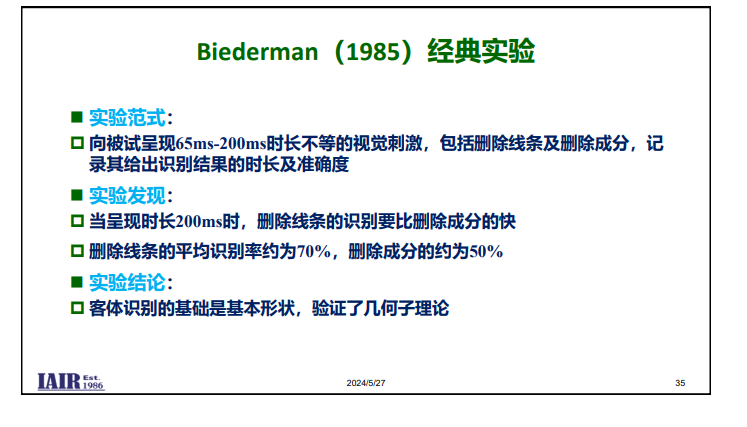 Biederman（1985）经典实验
实验范式：
向被试呈现65ms-200ms时长不等的视觉刺激，包括删除线条及删除成分，记
录其给出识别结果的时长及准确度
实验发现：
当呈现时长200ms时，删除线条的识别要比删除成分的快
删除线条的平均识别率约为70%，删除成分的约为50%
实验结论：
客体识别的基础是基本形状，验证了几何子理论
IAIR Est. 1986
2024/5/27
35